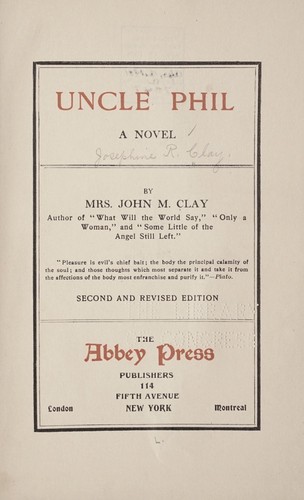 UNCLE PHIL
A NOVEL
Josephine R. Clay.
BY
MRS. JOHN M. CLAY
Author of "What Will the World Say," "Only a
Woman," and "Some Little of the
Angel Still Left."
"Pleasure is evil's chief bait; the body the principal calamity of
the soul; and those thoughts which most separate it and take it from
the affections of the body most enfranchise and purify it."—Plato.
SECOND AND REVISED EDITION
THE
Abbey Press
PUBLISHERS
114
FIFTH AVENUE
London NEW YORK Montreal